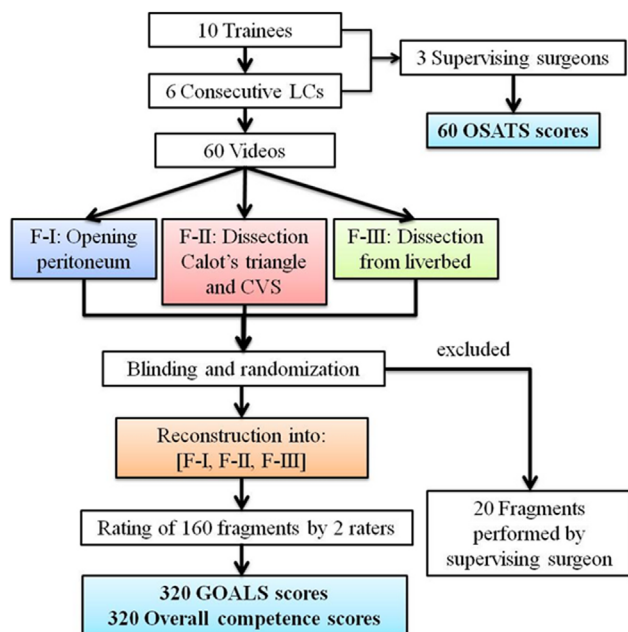 10 Trainees
3 Supervising surgeons
6 Consecutive LCs
60 OSATS scores
60 Videos
F-I: Opening
peritoneum
F-II: Dissection
Calot's triangle
and CVS
F-III: Dissection
from liverbed
Blinding and randomization
excluded
Reconstruction into:
[F-I, F-II, F-III]
Rating of 160 fragments by 2 raters
20 Fragments
performed by
supervising surgeon
320 GOALS scores
320 Overall competence scores